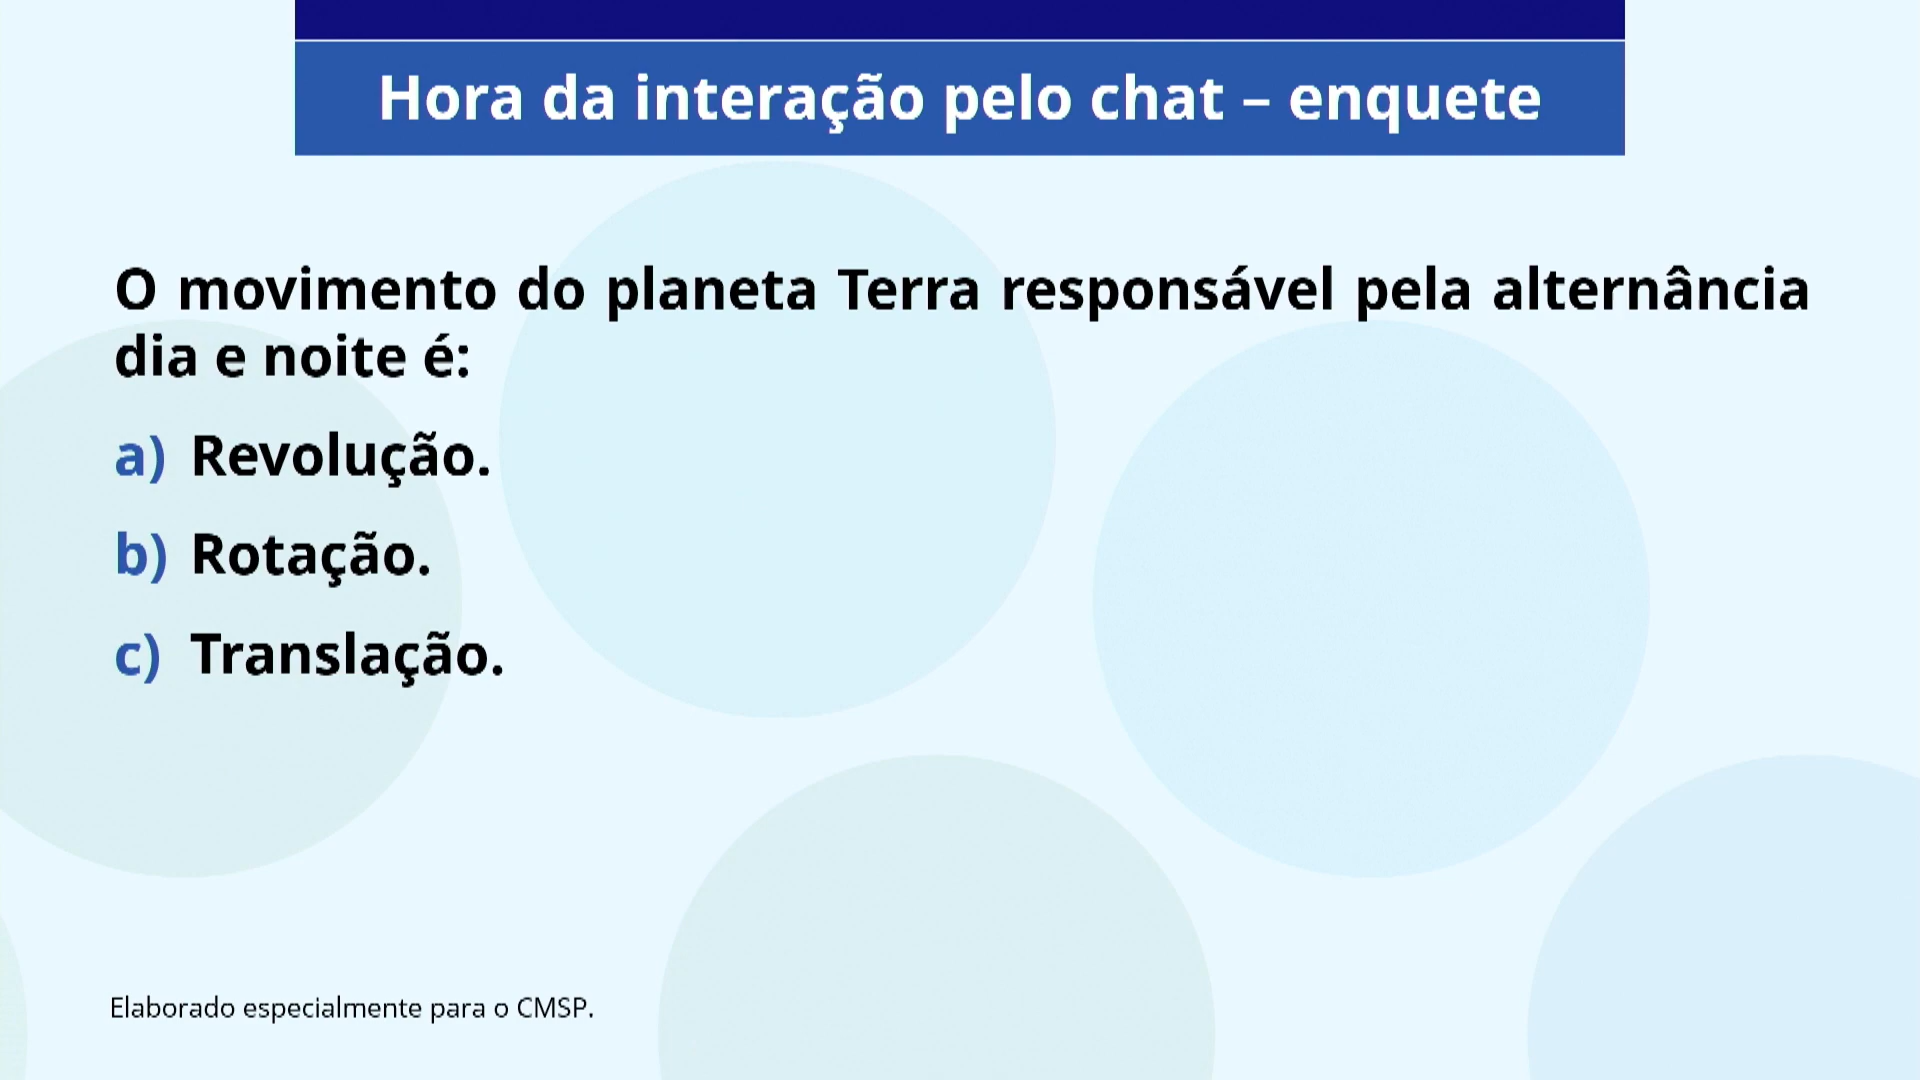 Hora da interação pelo chat – enquete
O movimento do planeta Terra responsável pela alternância
dia e noite é:
a) Revolução.
b) Rotação.
c) Translação.
Elaborado especialmente para o CMSP.